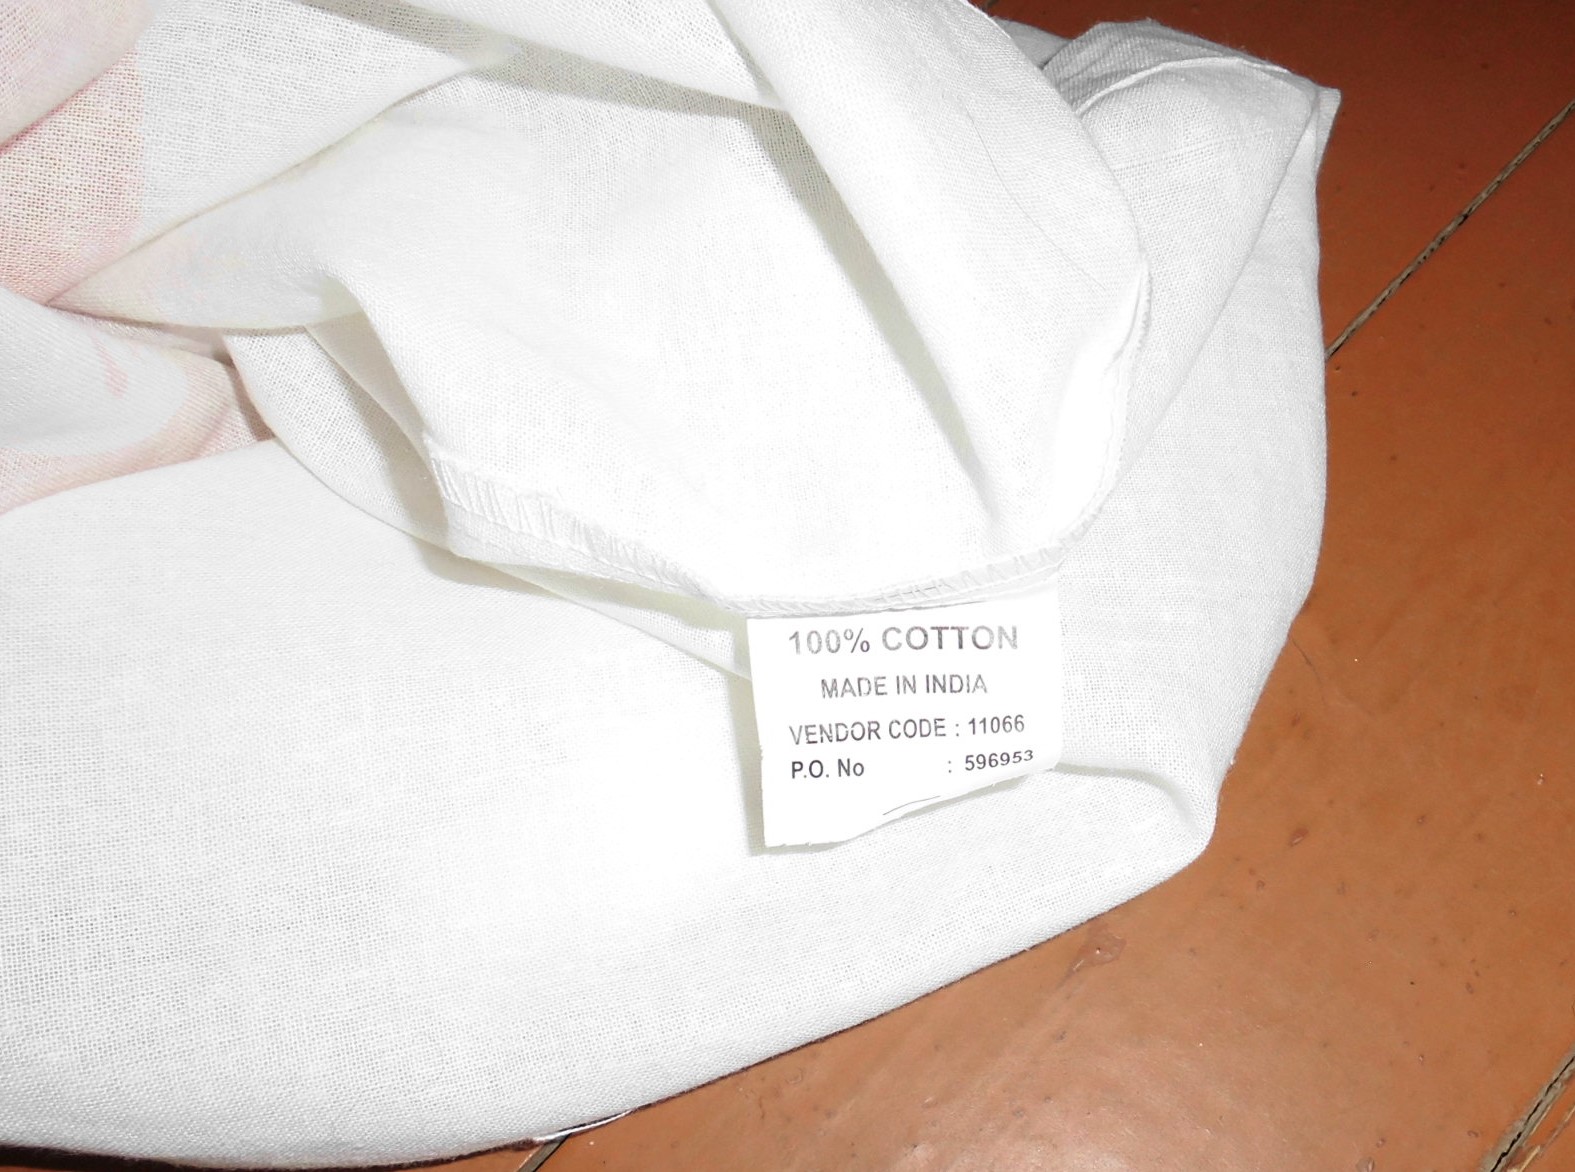 100% COTTON
MADE IN INDIA
VENDOR CODE : 11066
P.O. No : 596953